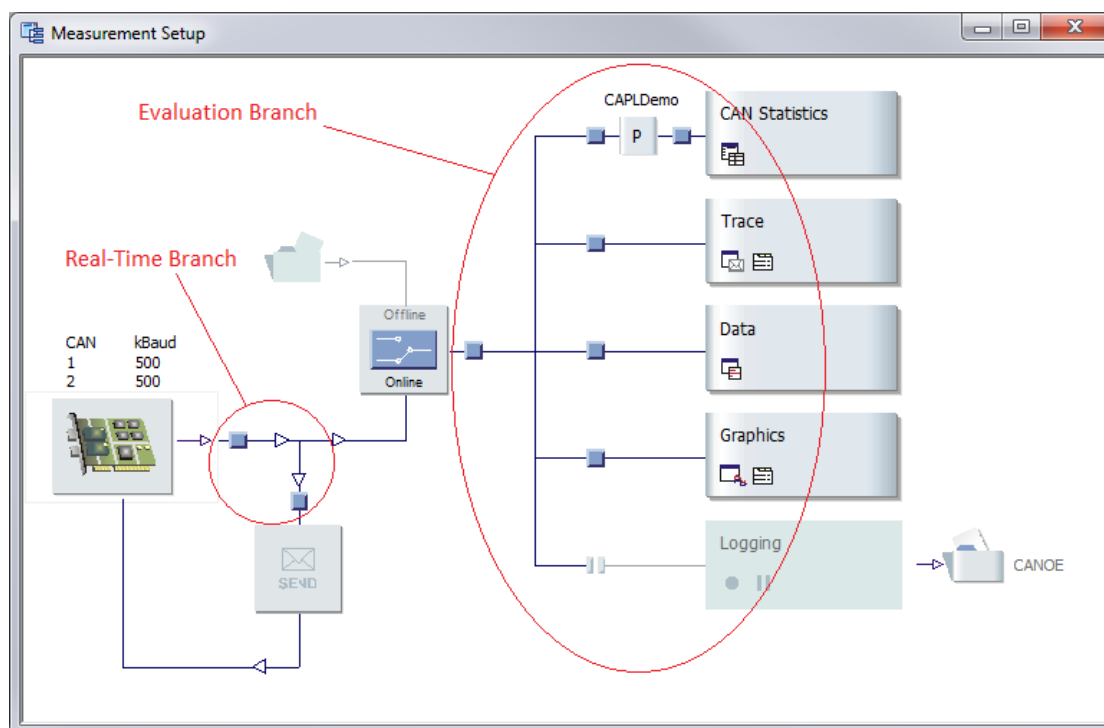 Measurement Setup
Evaluation Branch
CAPLDemo
P
CAN Statistics
Trace
Real-Time Branch
Offline
Online
Data
CAN kBaud
1 500
2 500
Graphics
SEND
Logging
CANOE